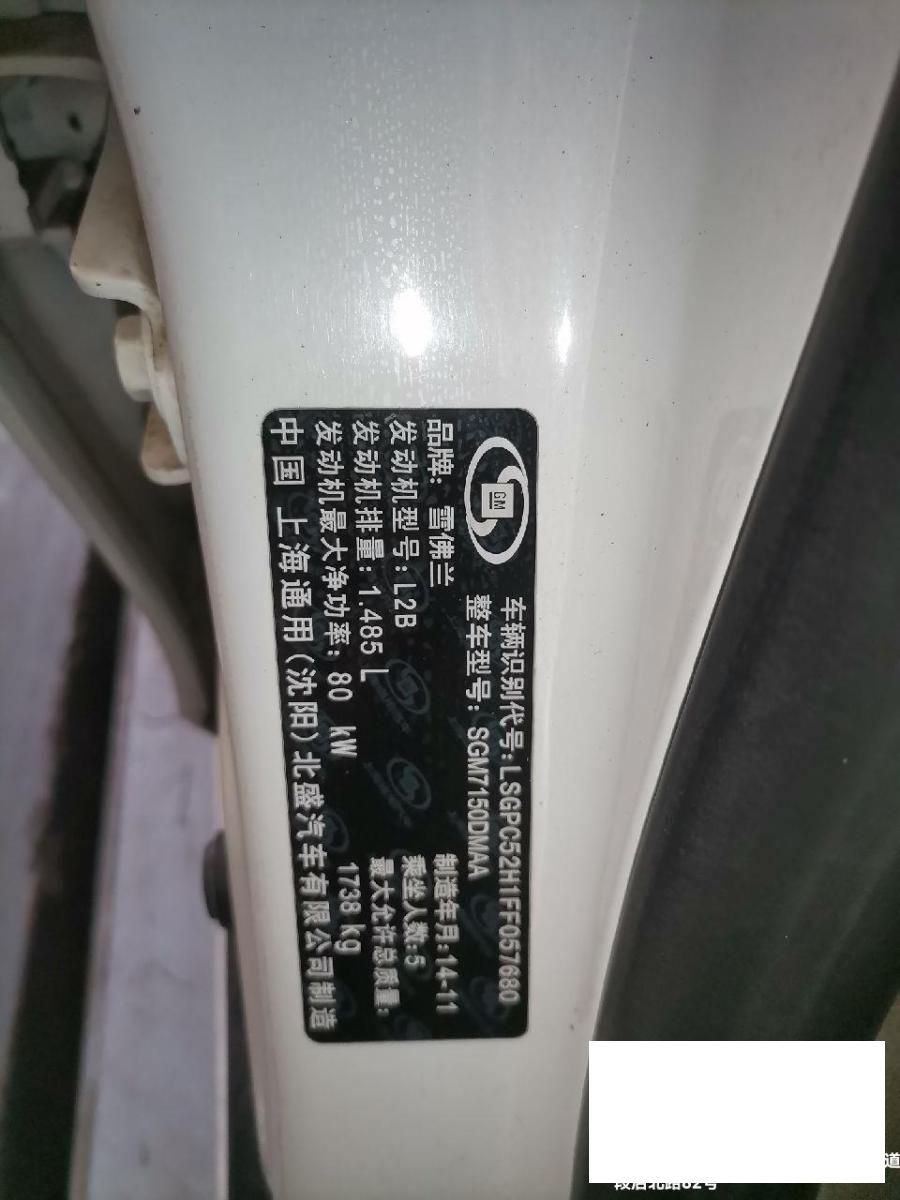 GM
车辆识别代号:LSGPC52H1FF057680
整车型号: SGM7150DMAA
品牌: 雪佛兰
制造年月:14-11
发动机型号:L2B
乘坐人数:5
发动机排量:1.485 L
最大允许总质量:
发动机最大净功率: 80 kW
1738 kg
中国 上海通用(沈阳)北盛汽车有限公司制造
道